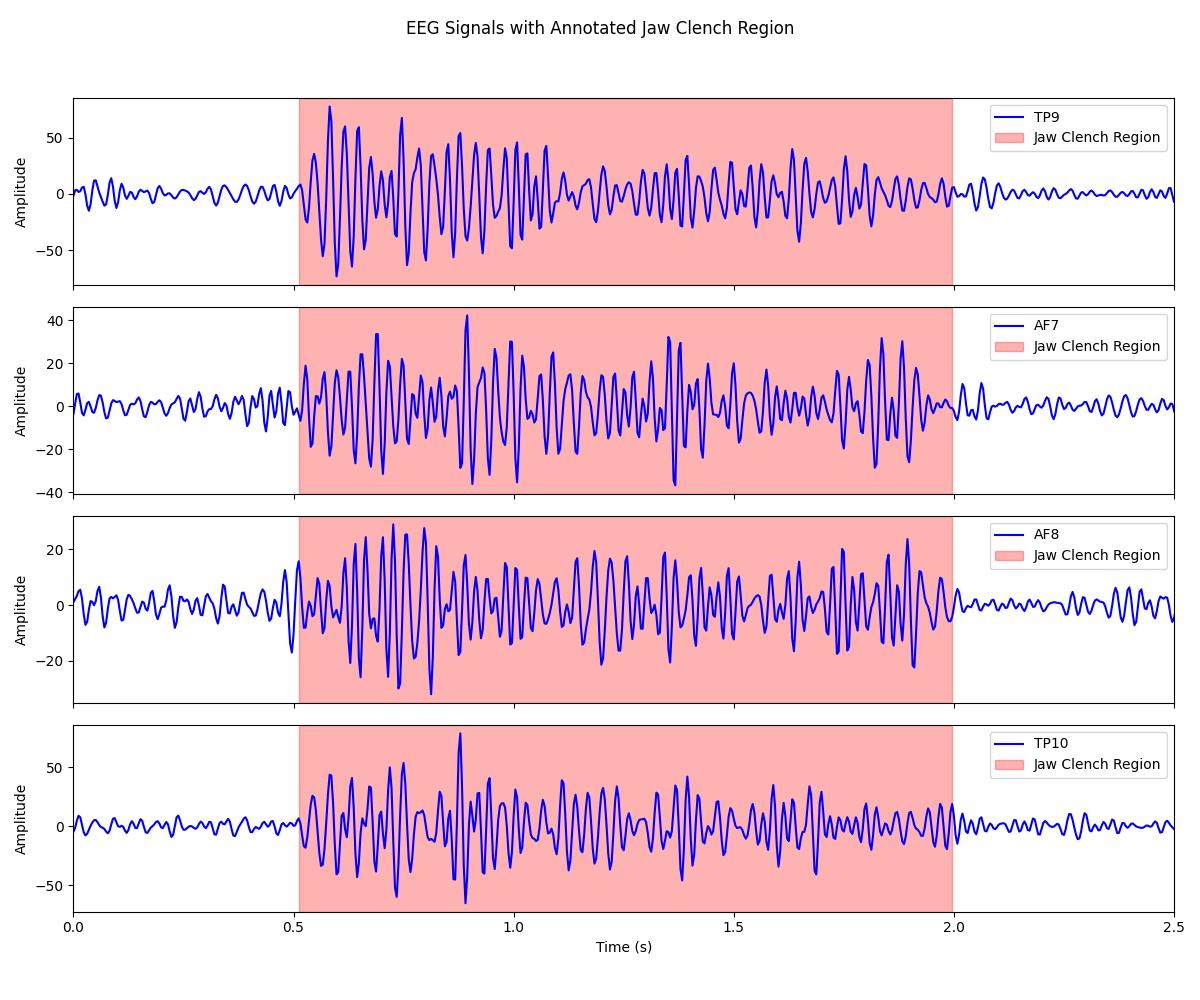 EEG Signals with Annotated Jaw Clench Region
TP9
Jaw Clench Region
Amplitude
50
0
−50
AF7
Jaw Clench Region
Amplitude
40
20
0
−20
−40
AF8
Jaw Clench Region
Amplitude
20
0
−20
TP10
Jaw Clench Region
Amplitude
50
0
−50
0.0 0.5 1.0 1.5 2.0 2.5
Time (s)